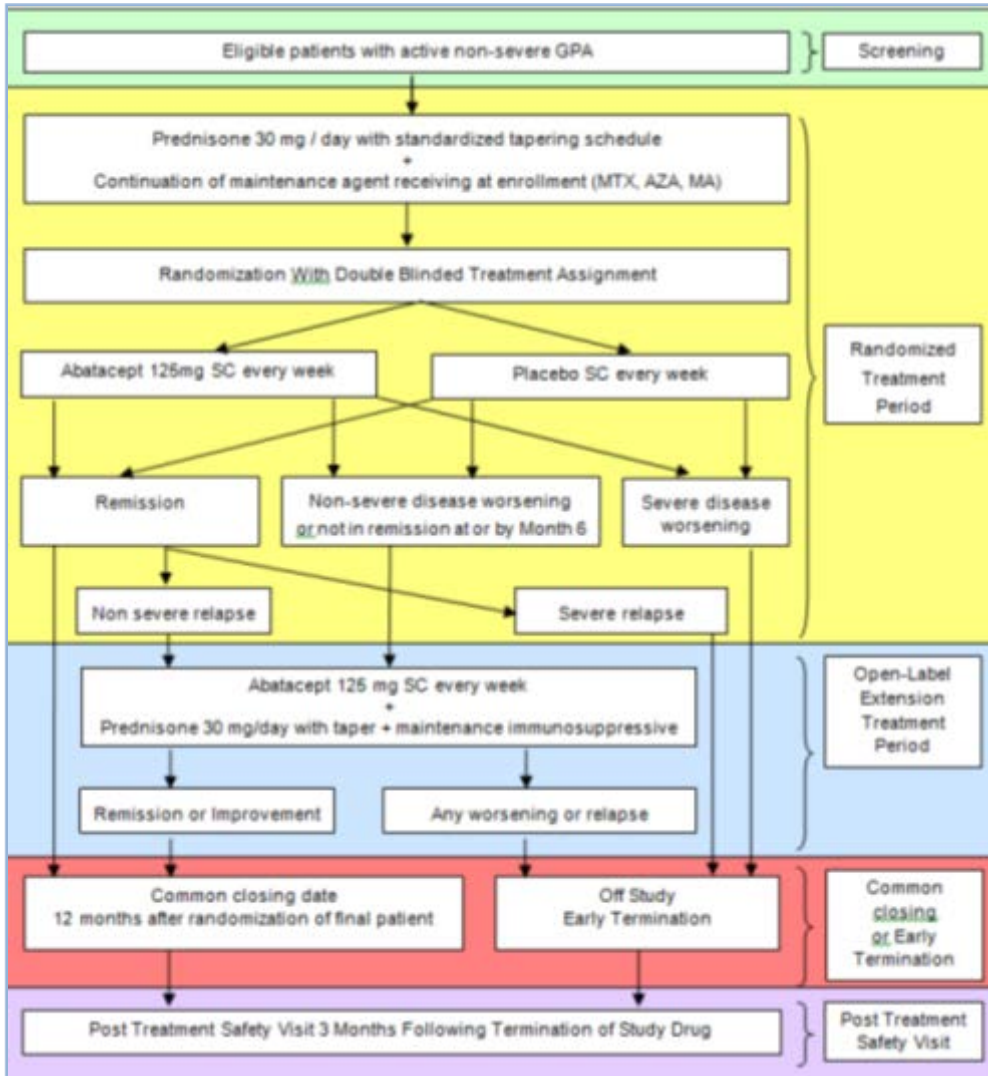 Eligible patients with active non-severe GPA
Screening
Prednisone 30 mg / day with standardized tapering schedule
+
Continuation of maintenance agent receiving at enrollment (MTX, AZA, MA)
Randomization With Double Blinded Treatment Assignment
Randomized
Treatment
Period
Abatacept 125mg SC every week
Placebo SC every week
Remission
Non-severe disease worsening
or not in remission at or by Month 6
Severe disease
worsening
Non severe relapse
Severe relapse
Abatacept 125 mg SC every week
+
Prednisone 30 mg/day with taper + maintenance immunosuppressive
Open-Label
Extension
Treatment
Period
Remission or Improvement
Any worsening or relapse
Common closing date
12 months after randomization of final patient
Off Study
Early Termination
Common
closing
or Early
Termination
Post Treatment Safety Visit 3 Months Following Termination of Study Drug
Post Treatment
Safety Visit